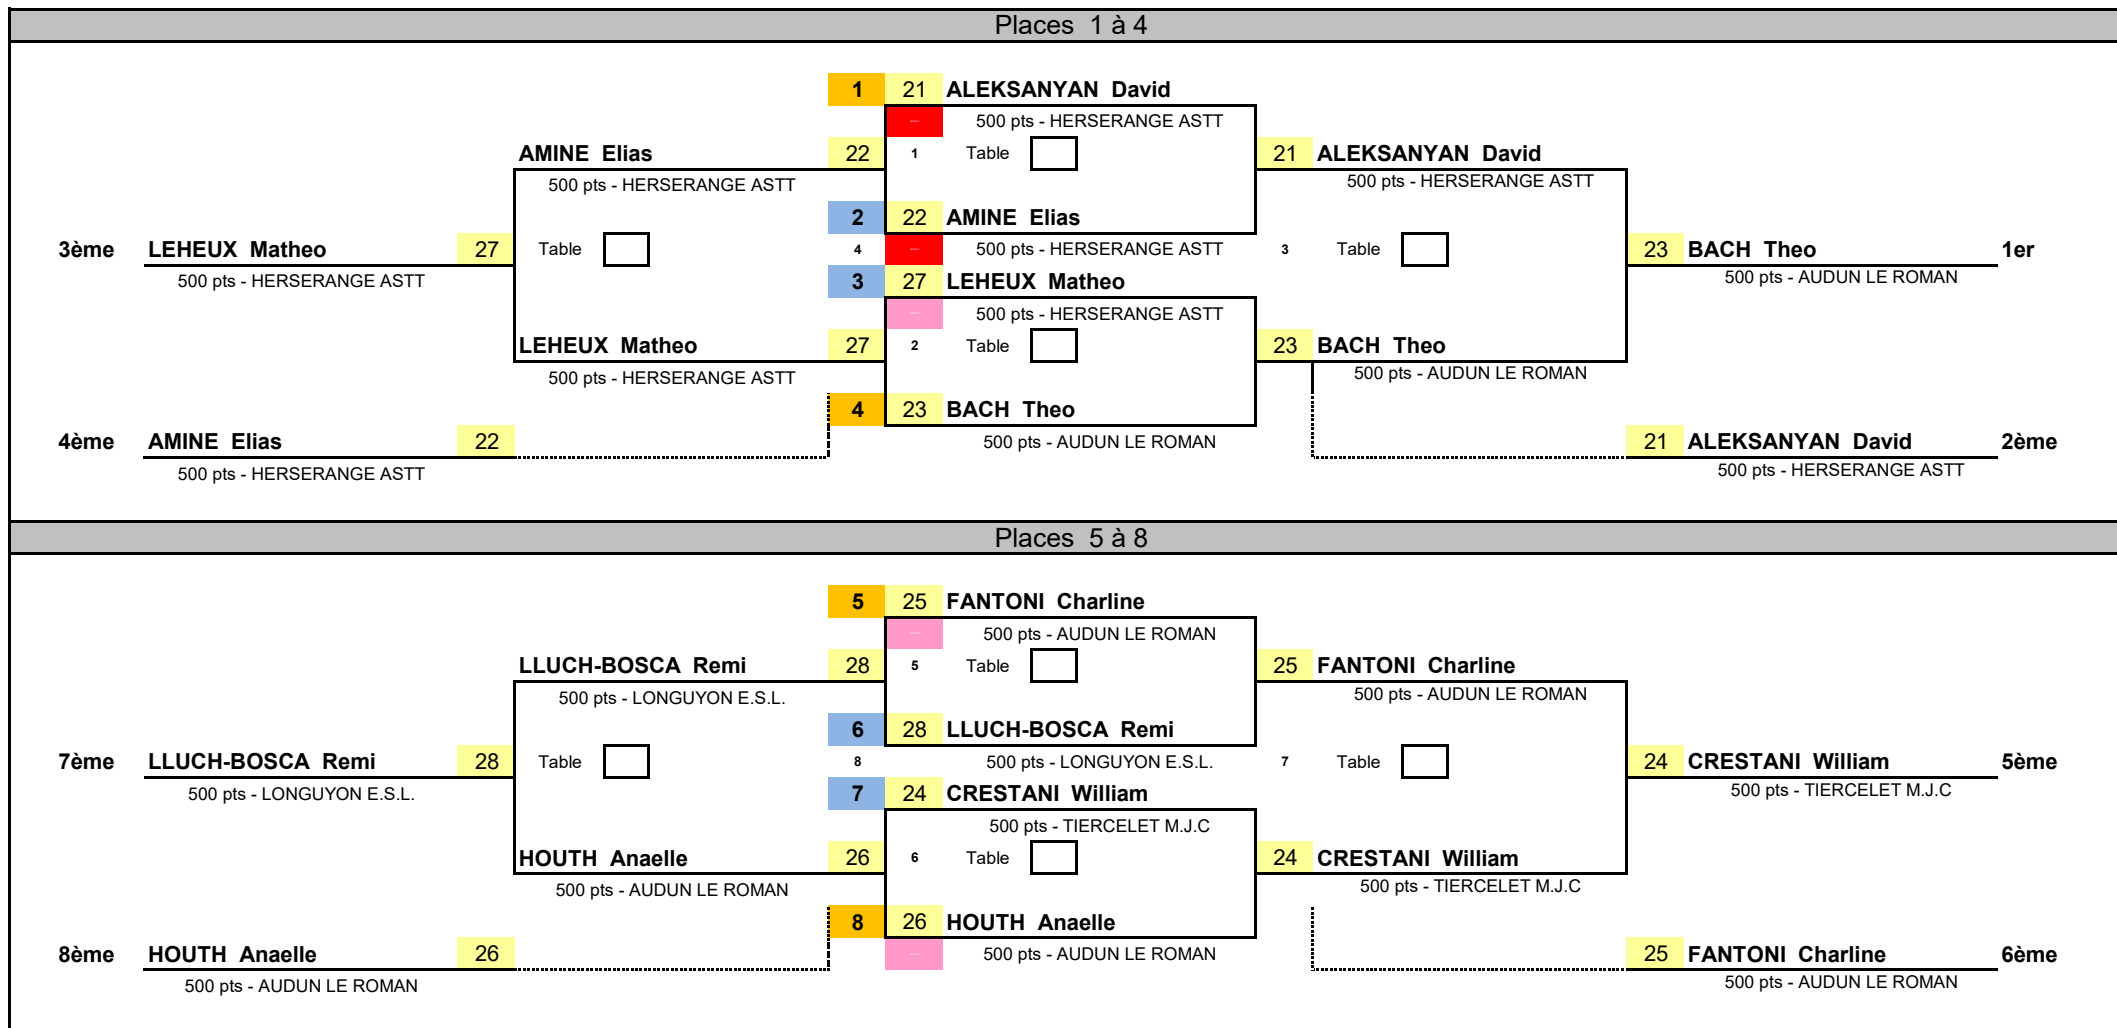 Places 1 à 4
1 21 ALEKSANYAN David
500 pts - HERSERANGE ASTT
AMINE Elias 22 1 Table 21 ALEKSANYAN David
500 pts - HERSERANGE ASTT 500 pts - HERSERANGE ASTT
2 22 AMINE Elias
3ème LEHEUX Matheo 27 Table 4 500 pts - HERSERANGE ASTT 3 Table 23 BACH Theo 1er
500 pts - HERSERANGE ASTT 3 27 LEHEUX Matheo 500 pts - AUDUN LE ROMAN
500 pts - HERSERANGE ASTT
LEHEUX Matheo 27 2 Table 23 BACH Theo
500 pts - HERSERANGE ASTT 500 pts - AUDUN LE ROMAN
4 23 BACH Theo
4ème AMINE Elias 22 500 pts - AUDUN LE ROMAN 21 ALEKSANYAN David 2ème
500 pts - HERSERANGE ASTT 500 pts - HERSERANGE ASTT
Places 5 à 8
5 25 FANTONI Charline
500 pts - AUDUN LE ROMAN
LLUCH-BOSCA Remi 28 5 Table 25 FANTONI Charline
500 pts - LONGUYON E.S.L. 500 pts - AUDUN LE ROMAN
6 28 LLUCH-BOSCA Remi
7ème LLUCH-BOSCA Remi 28 Table 8 500 pts - LONGUYON E.S.L. 7 Table 24 CRESTANI William 5ème
500 pts - LONGUYON E.S.L. 7 24 CRESTANI William 500 pts - TIERCELET M.J.C
500 pts - TIERCELET M.J.C
HOUTH Anaelle 26 6 Table 24 CRESTANI William
500 pts - AUDUN LE ROMAN 500 pts - TIERCELET M.J.C
8 26 HOUTH Anaelle
8ème HOUTH Anaelle 26 500 pts - AUDUN LE ROMAN 25 FANTONI Charline 6ème
500 pts - AUDUN LE ROMAN 500 pts - AUDUN LE ROMAN